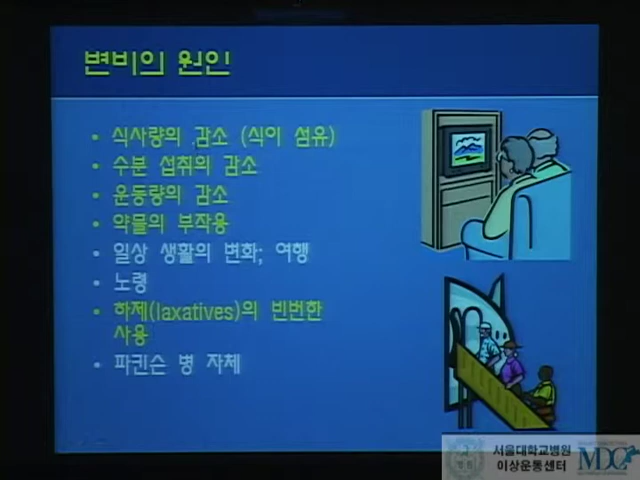 변비의 원인
• 식사량의 감소 (식이 섬유)
• 수분 섭취의 감소
• 운동량의 감소
• 약물의 부작용
• 일상 생활의 변화; 여행
• 노령
• 하제(laxatives)의 빈번한
사용
• 파킨슨 병 자체
서울대학교병원
이상운동센터
MDC